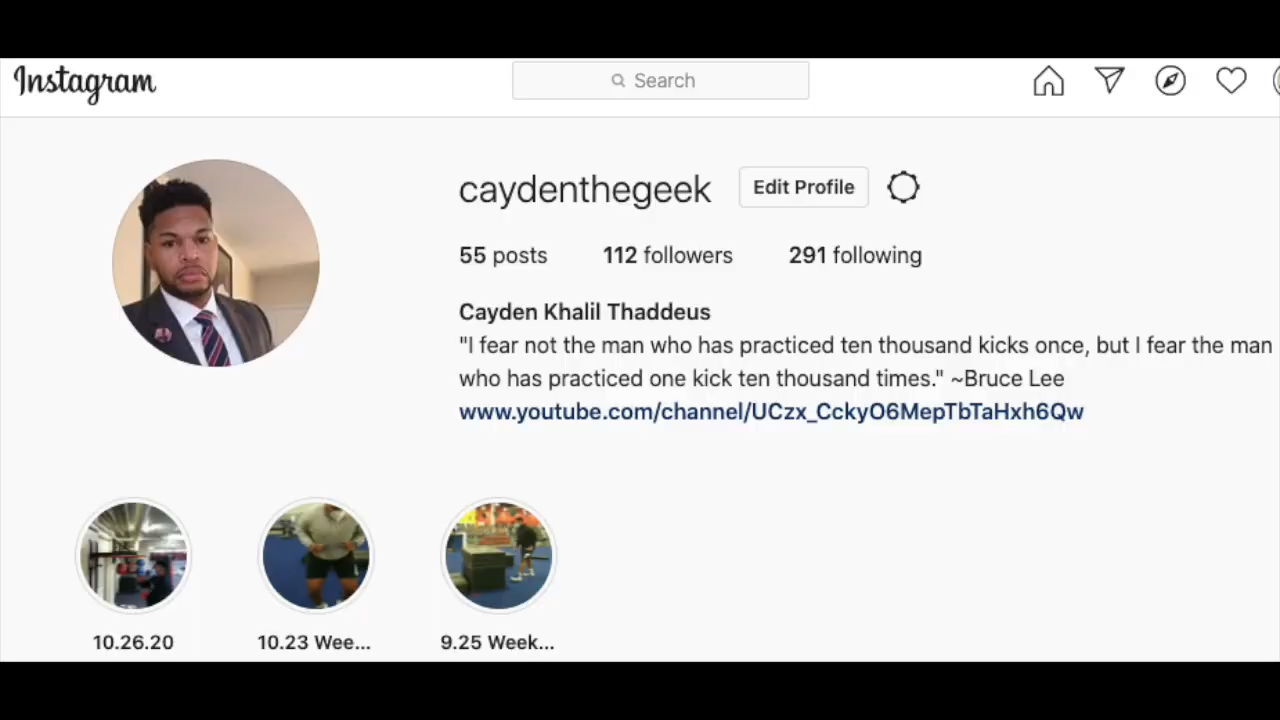 Instagram
Search
caydenthegeek
Edit Profile
55 posts 112 followers 291 following
Cayden Khalil Thaddeus
"I fear not the man who has practiced ten thousand kicks once, but I fear the man
who has practiced one kick ten thousand times." ~Bruce Lee
www.youtube.com/channel/UCzx_CckyO6MepTbTaHxh6Qw
10.26.20 10.23 Wee... 9.25 Week...